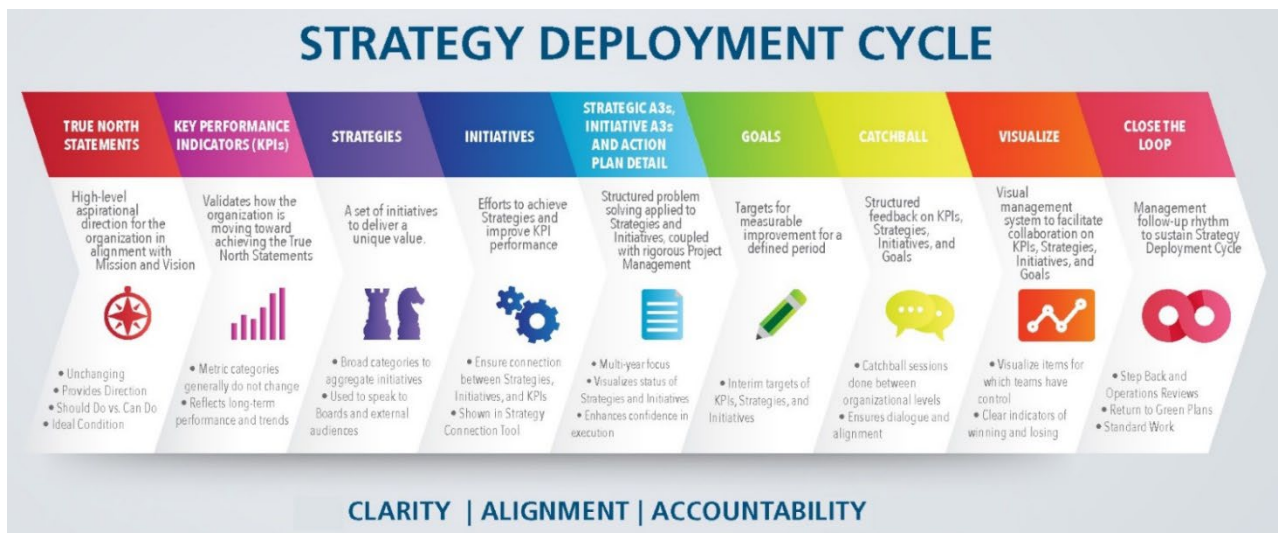 STRATEGY DEPLOYMENT CYCLE
TRUE NORTH
STATEMENTS
High-level
aspirational
direction for the
organization in
alignment with
Mission and Vision
• Unchanging
• Provides Direction
• Should Do vs. Can Do
• Ideal Condition
KEY PERFORMANCE
INDICATORS (KPIs)
Validates how the
organization is
moving toward
achieving the True
North Statements
• Metric categories
generally do not change
• Reflects long-term
performance and trends
STRATEGIES
A set of initiatives
to deliver a
unique value.
• Broad categories to
aggregate initiatives
• Used to speak to
Boards and external
audiences
INITIATIVES
Efforts to achieve
Strategies and
improve KPI
performance
• Ensure connection
between Strategies,
Initiatives, and KPIs
• Shown in Strategy
Connection Tool
STRATEGIC A3s,
INITIATIVE A3s
AND ACTION
PLAN DETAIL
Structured problem
solving applied to
Strategies and
Initiatives, coupled
with rigorous Project
Management
• Multi-year focus
• Visualizes status of
Strategies and Initiatives
• Enhances confidence in
execution
GOALS
Targets for
measurable
improvement for a
defined period
• Interim targets of
KPIs, Strategies, and
Initiatives
CATCHBALL
Structured
feedback on KPIs,
Strategies,
Initiatives, and
Goals
• Catchball sessions
done between
organizational levels
• Ensures dialogue and
alignment
VISUALIZE
Visual
management
system to facilitate
collaboration on
KPIs, Strategies,
Initiatives, and
Goals
• Visualize items for
which teams have
control
• Clear indicators of
winning and losing
CLOSE THE
LOOP
Management
follow-up rhythm
to sustain Strategy
Deployment Cycle
• Step Back and
Operations Reviews
• Return to Green Plans
• Standard Work
CLARITY | ALIGNMENT | ACCOUNTABILITY